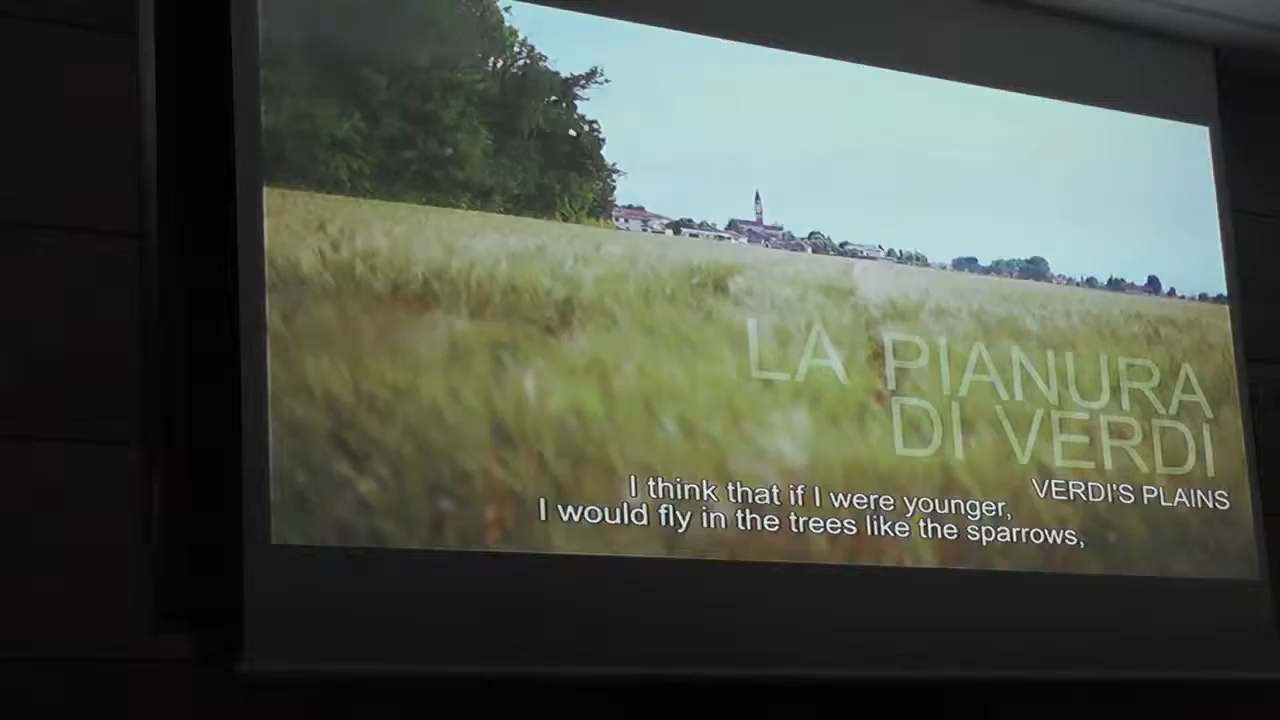 LA PIANURA
DI VERDI
VERDI'S PLAINS
I think that if I were younger,
I would fly in the trees like the sparrows,